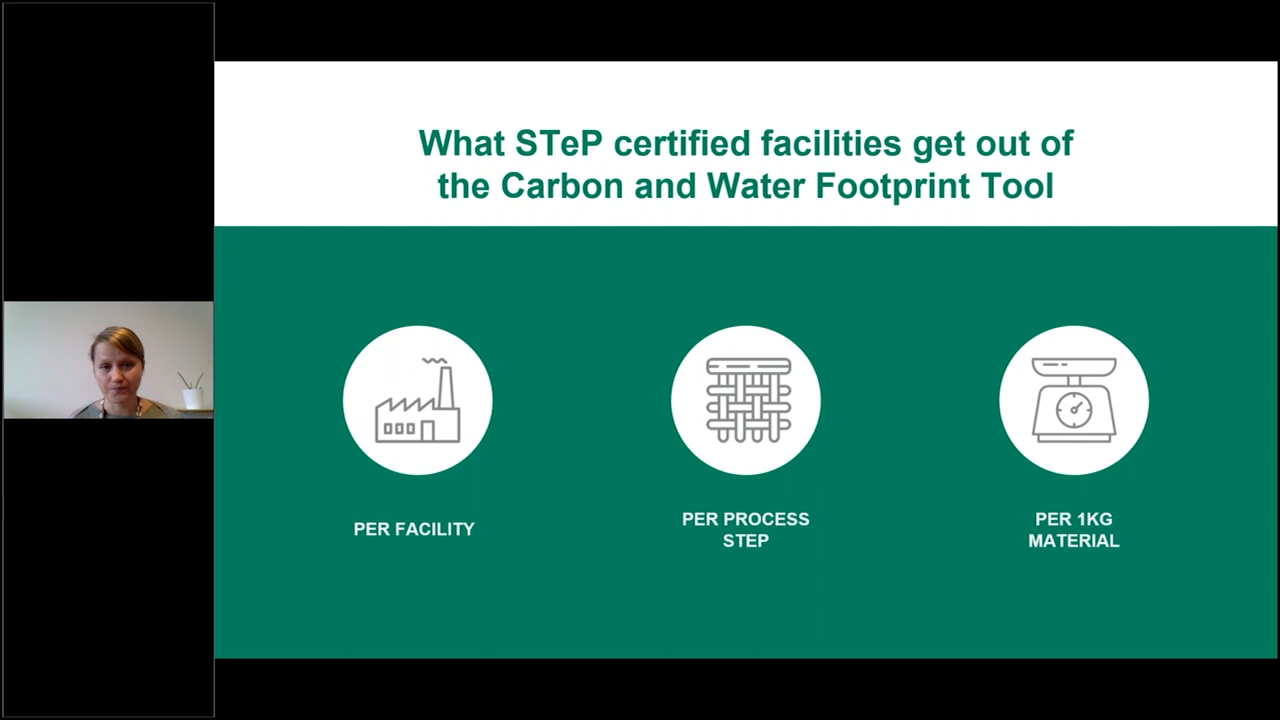 What STeP certified facilities get out of
the Carbon and Water Footprint Tool
PER FACILITY
PER PROCESS
STEP
PER 1KG
MATERIAL